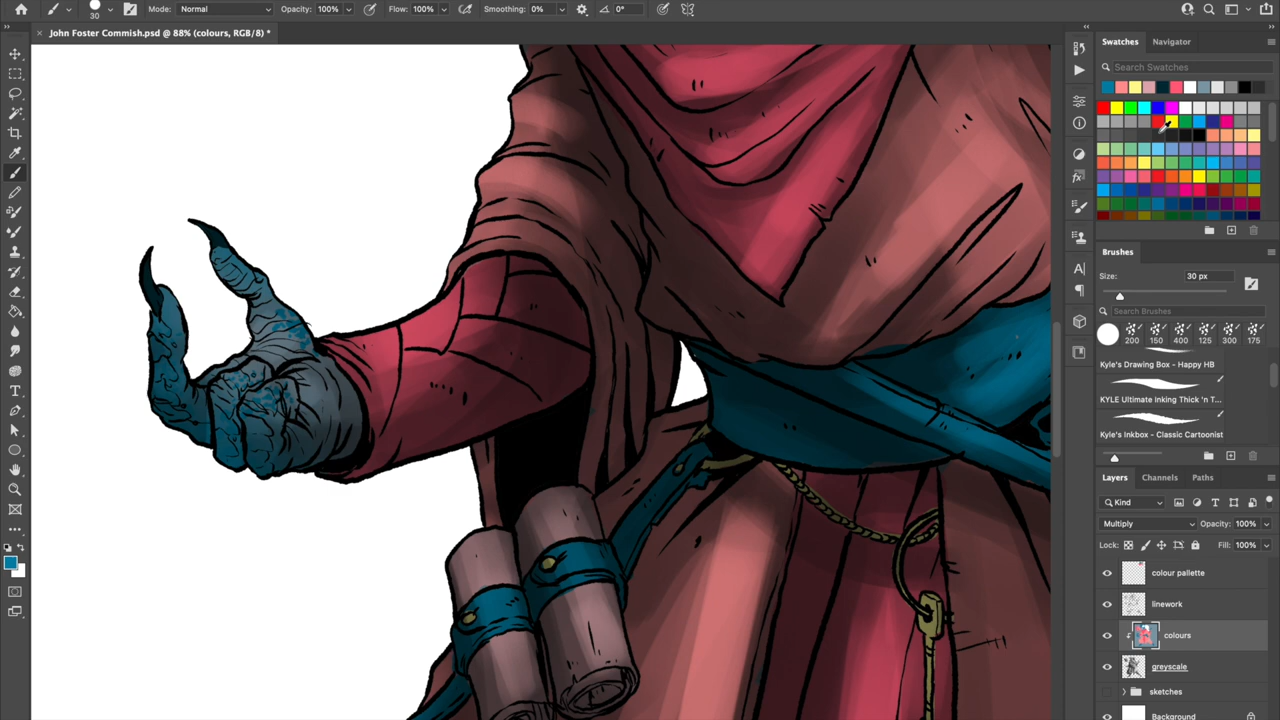 30 Mode: Normal Opacity: 100% Flow: 100% Smoothing: 0% 0°
× John Foster Commish.psd @ 88% (colours, RGB/8) *
Swatches Navigator
Search Swatches
Brushes
Size: 30 px
Search Brushes
200 150 400 125 300 175
Kyle's Drawing Box - Happy HB
KYLE Ultimate Inking Thick 'n T...
Kyle's Inkbox - Classic Cartoonist
Layers Channels Paths
Kind
Multiply Opacity: 100%
Lock: Fill: 100%
colour pallette
linework
colours
greyscale
sketches
Background